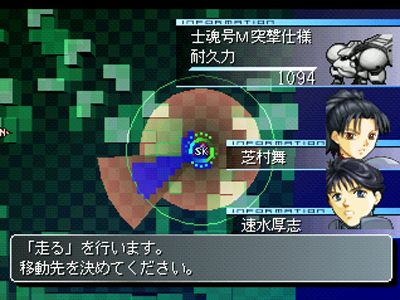 INFORMATION
士魂号M突撃仕様
耐久力
1094
INFORMATION
芝村舞
SK
INFORMATION
速水厚志
「走る」を行います。
移動先を決めてください。